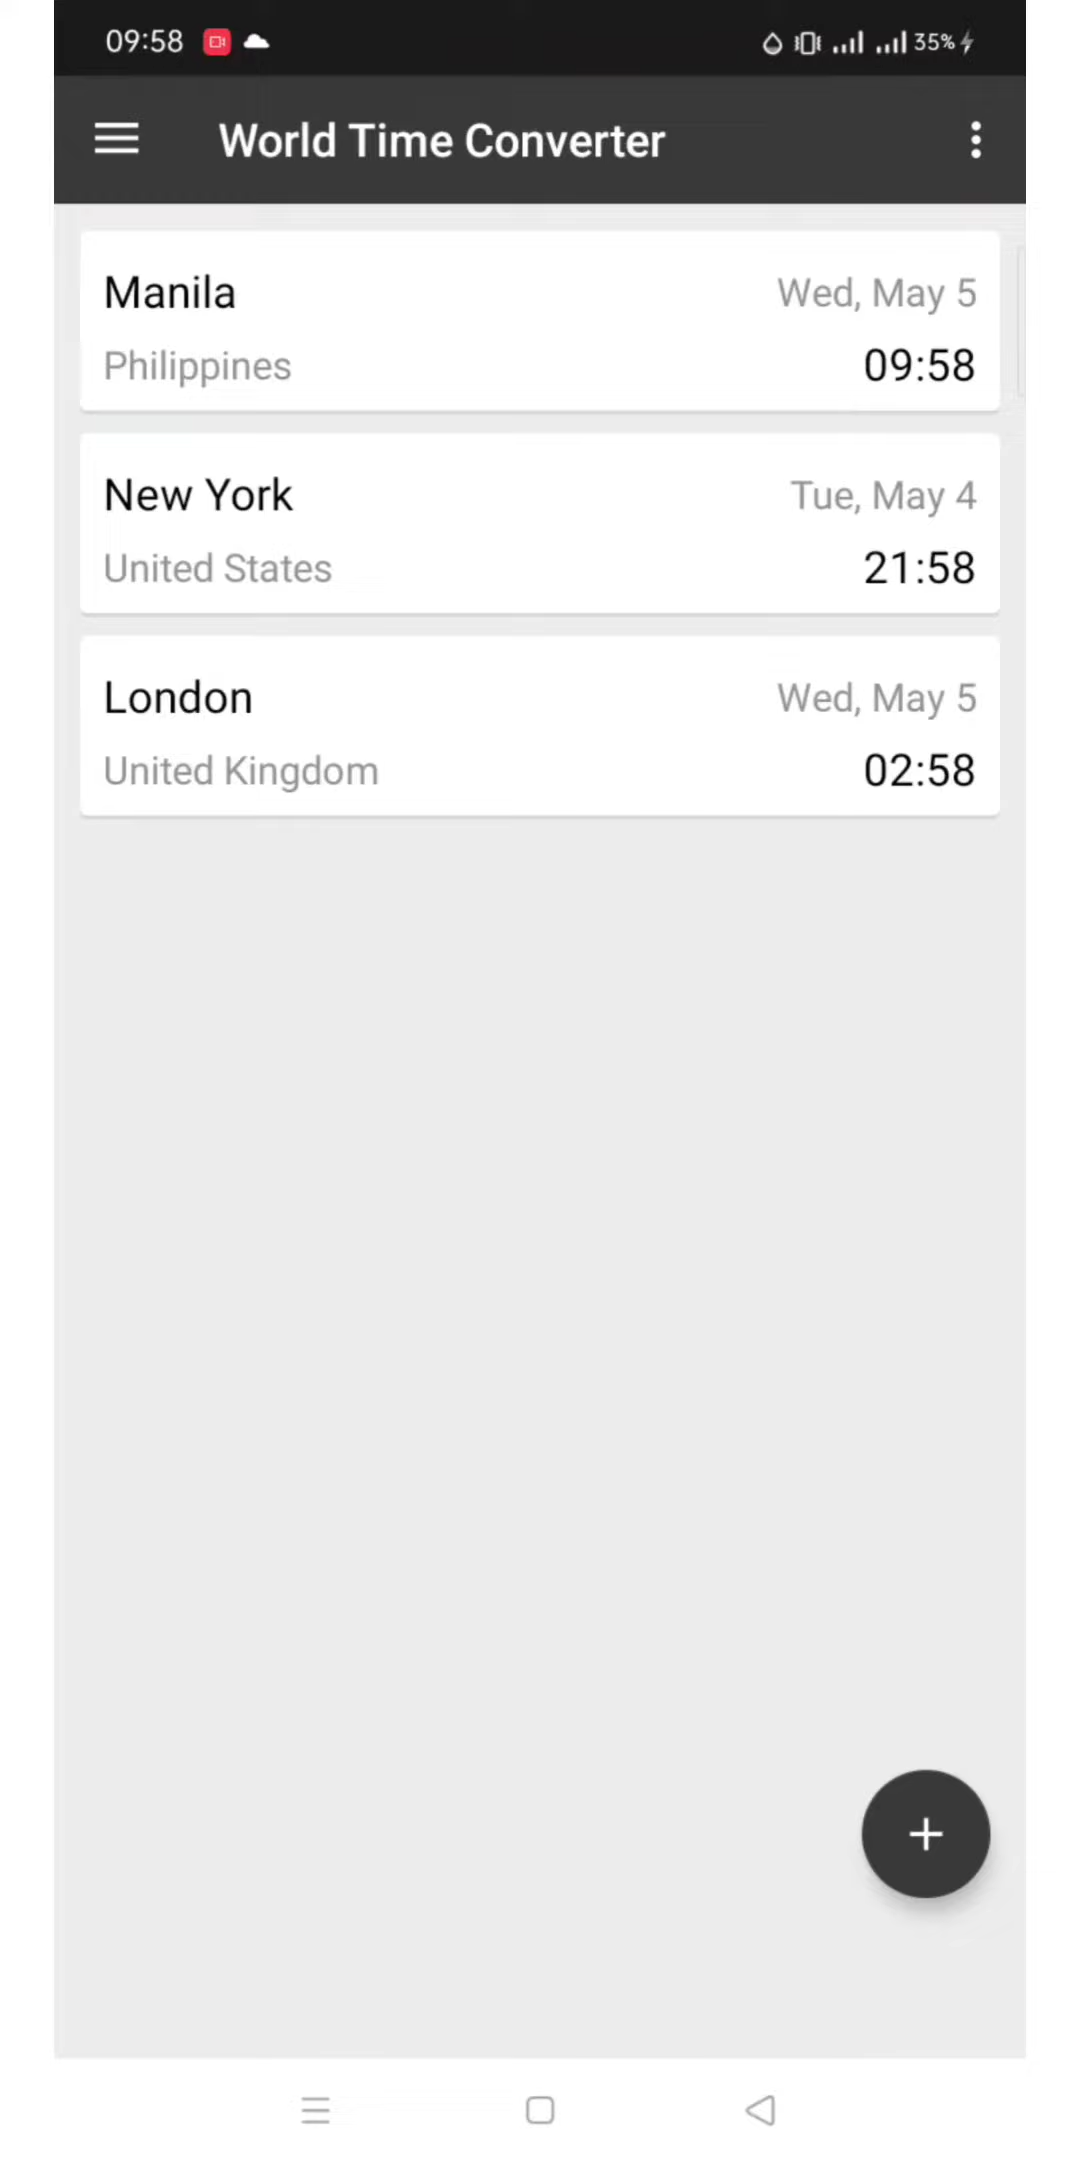 09:58 35%
World Time Converter
Manila Wed, May 5
Philippines 09:58
New York Tue, May 4
United States 21:58
London Wed, May 5
United Kingdom 02:58
+